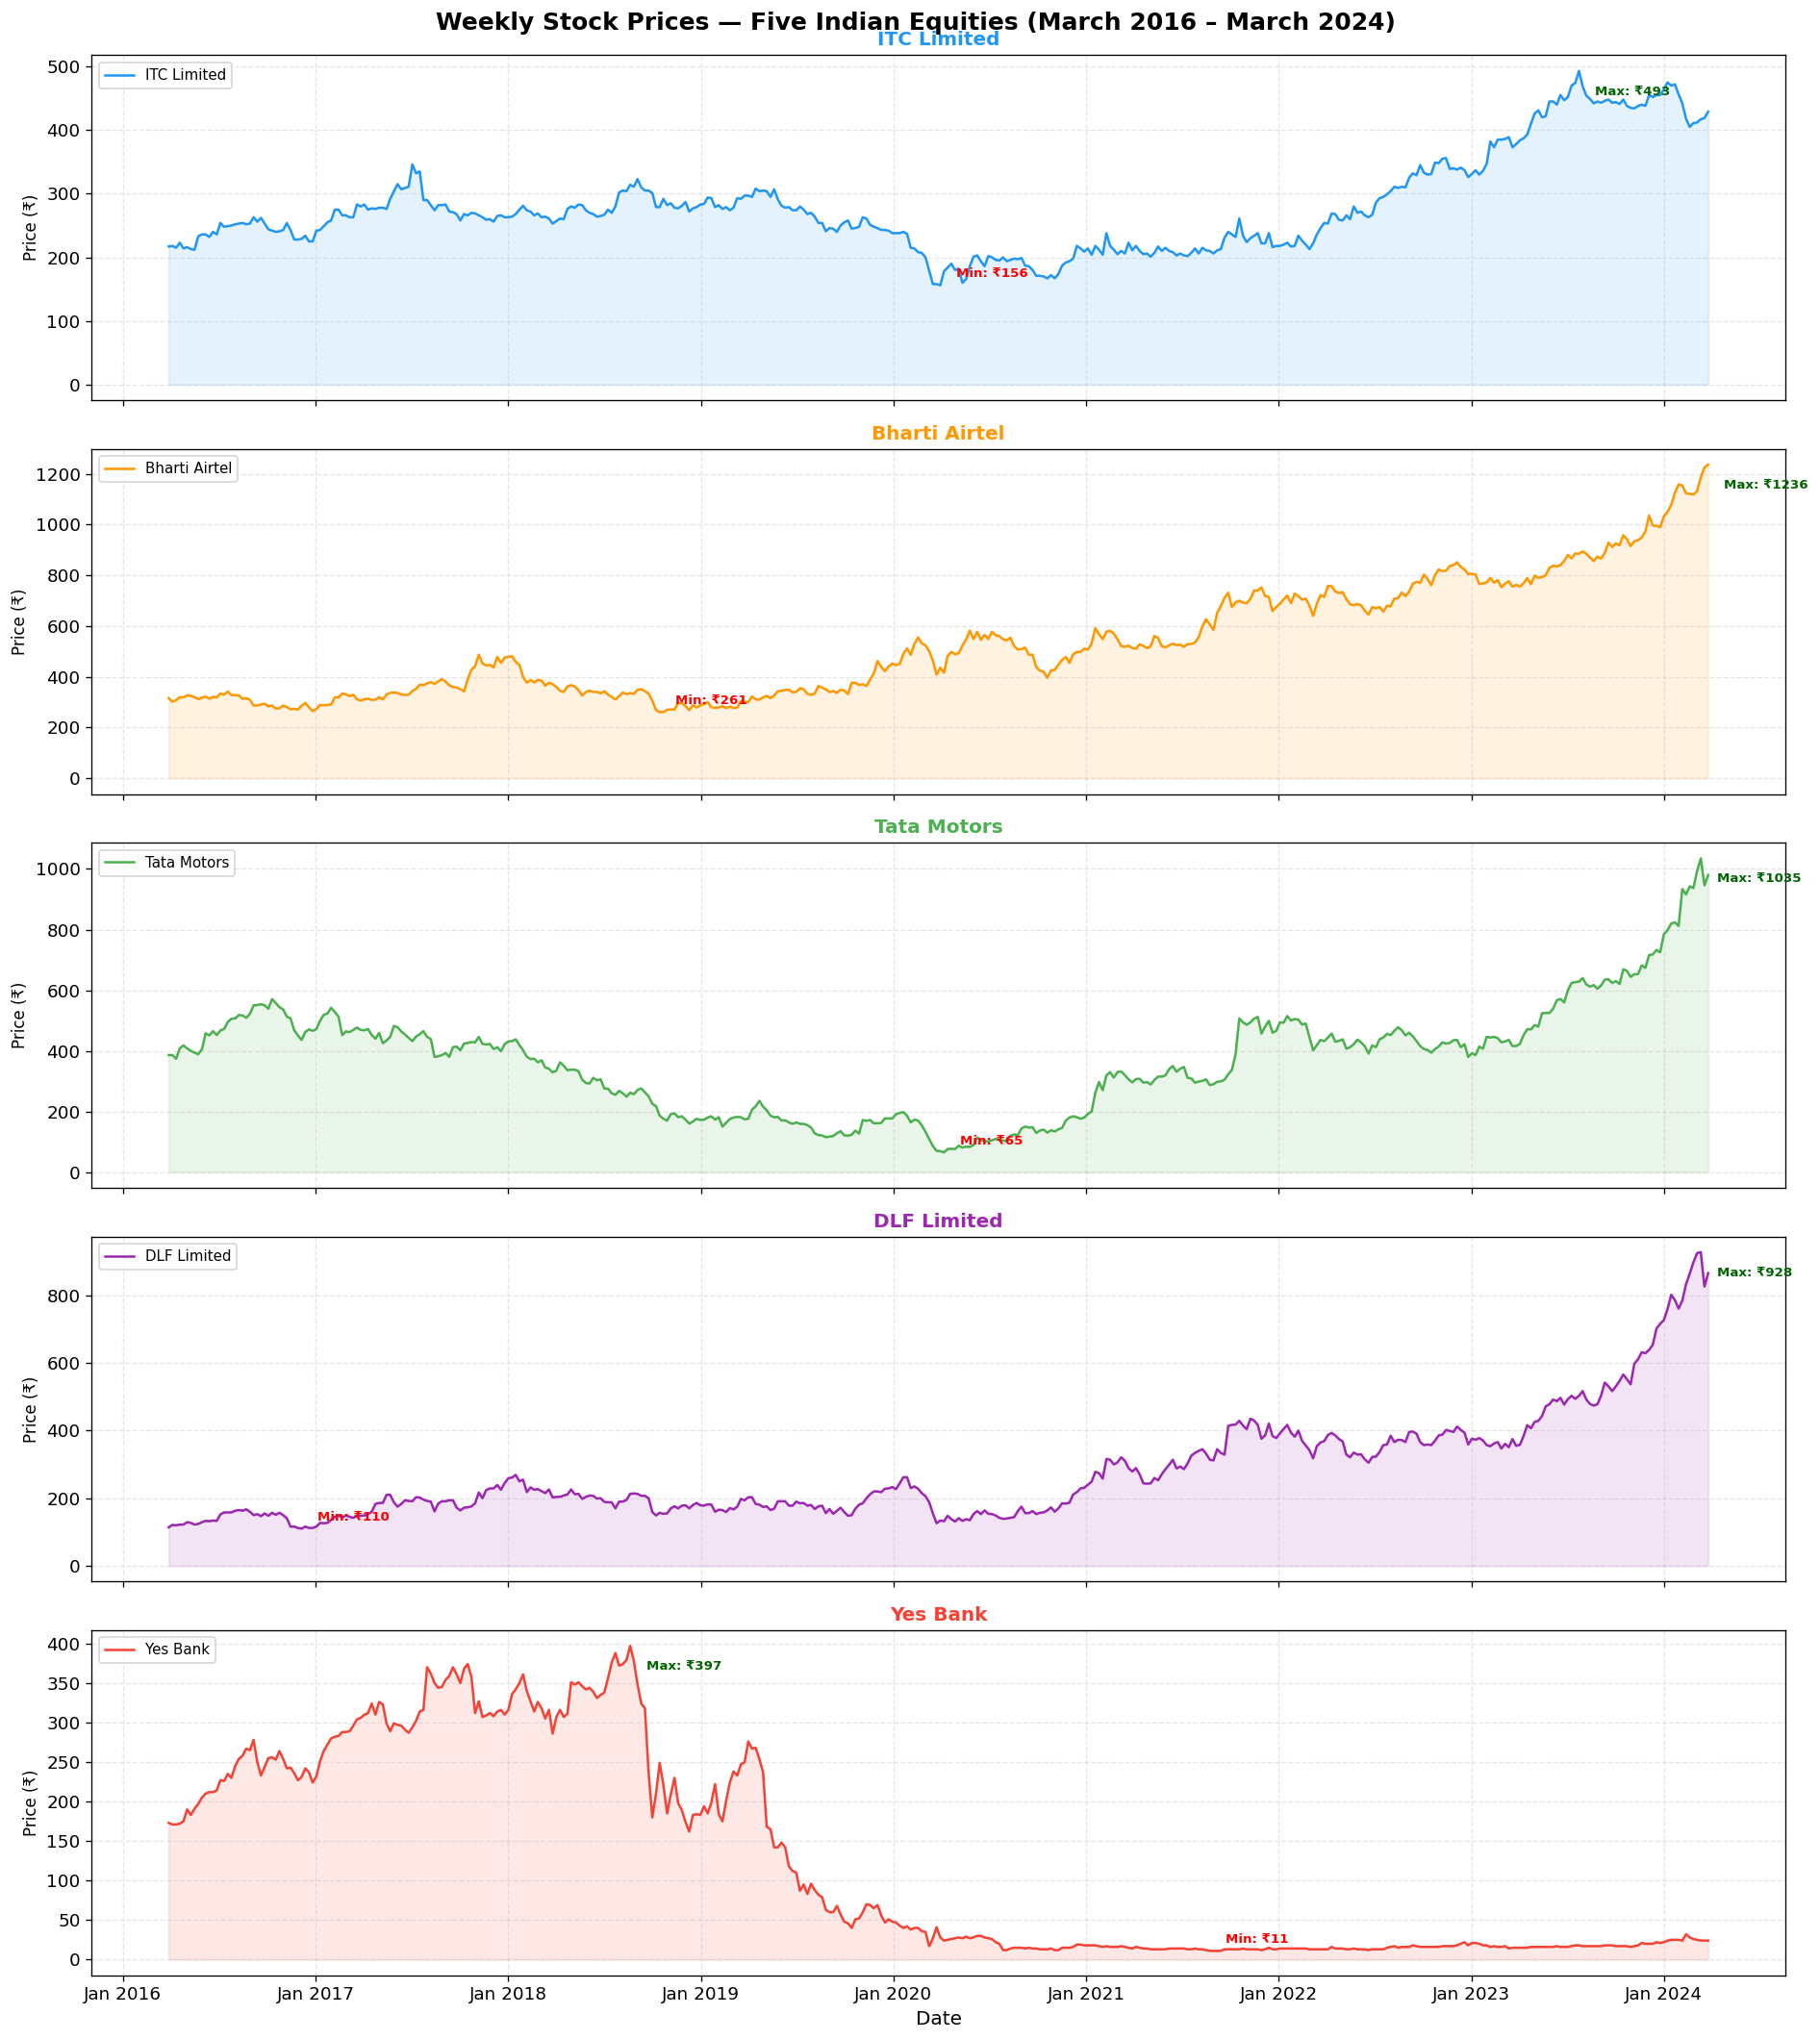 Weekly Stock Prices — Five Indian Equities (March 2016 – March 2024)
ITC Limited
ITC Limited
500
400
300
200
100
0
Price (₹)
Max: ₹493
Min: ₹156
Bharti Airtel
Bharti Airtel
1200
1000
800
600
400
200
0
Price (₹)
Max: ₹1236
Min: ₹261
Tata Motors
Tata Motors
1000
800
600
400
200
0
Price (₹)
Max: ₹1035
Min: ₹65
DLF Limited
DLF Limited
800
600
400
200
0
Price (₹)
Max: ₹928
Min: ₹110
Yes Bank
Yes Bank
400
350
300
250
200
150
100
50
0
Price (₹)
Max: ₹397
Min: ₹11
Jan 2016 Jan 2017 Jan 2018 Jan 2019 Jan 2020 Jan 2021 Jan 2022 Jan 2023 Jan 2024
Date